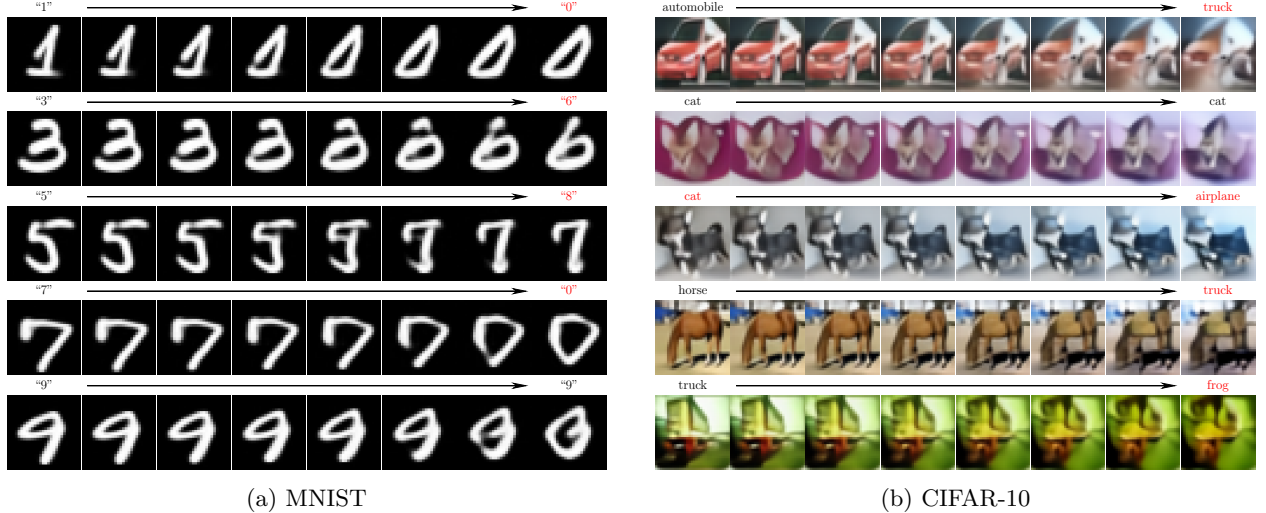 “1” “0”
“3” “6”
“5” “8”
“7” “0”
“9” “9”
(a) MNIST
automobile truck
cat cat
cat airplane
horse truck
truck frog
(b) CIFAR-10